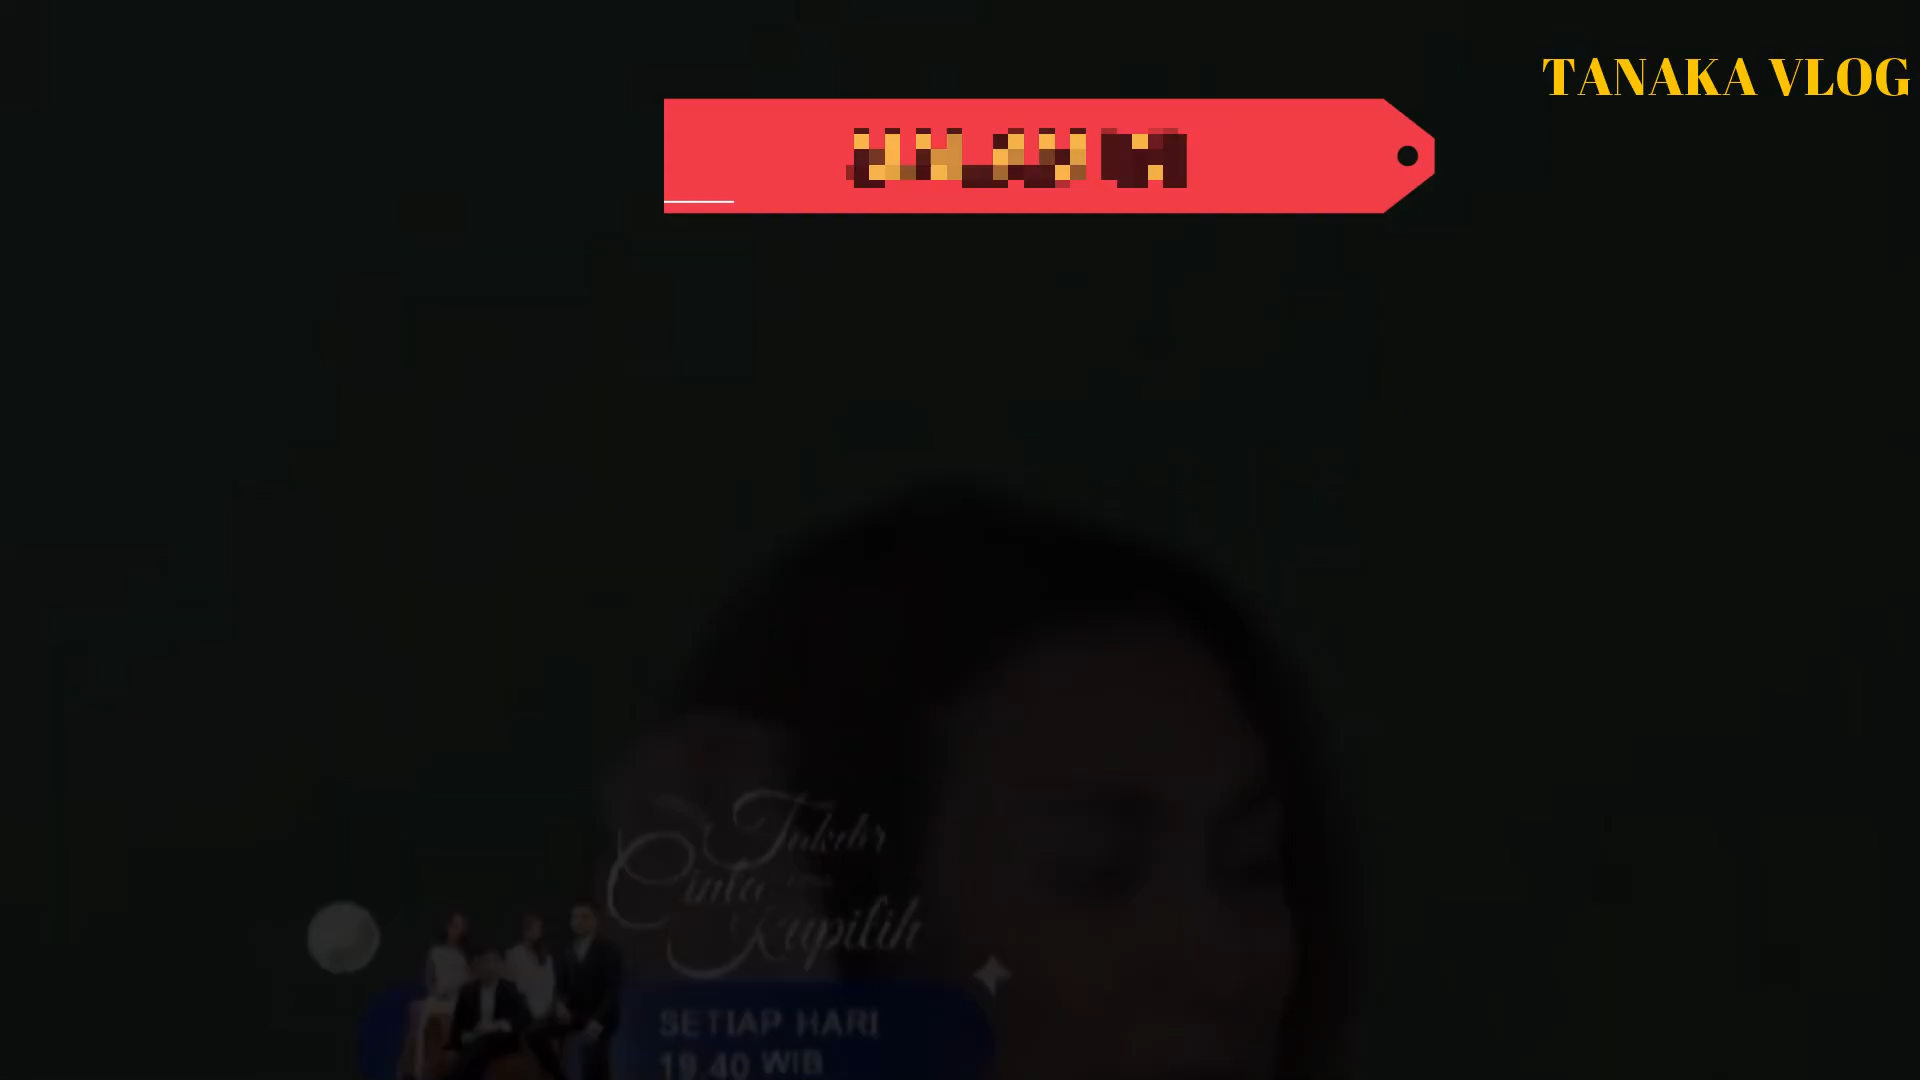 TANAKA VLOG
Takdir
Cinta
Kupilih
SETIAP HARI
19.40 WIB